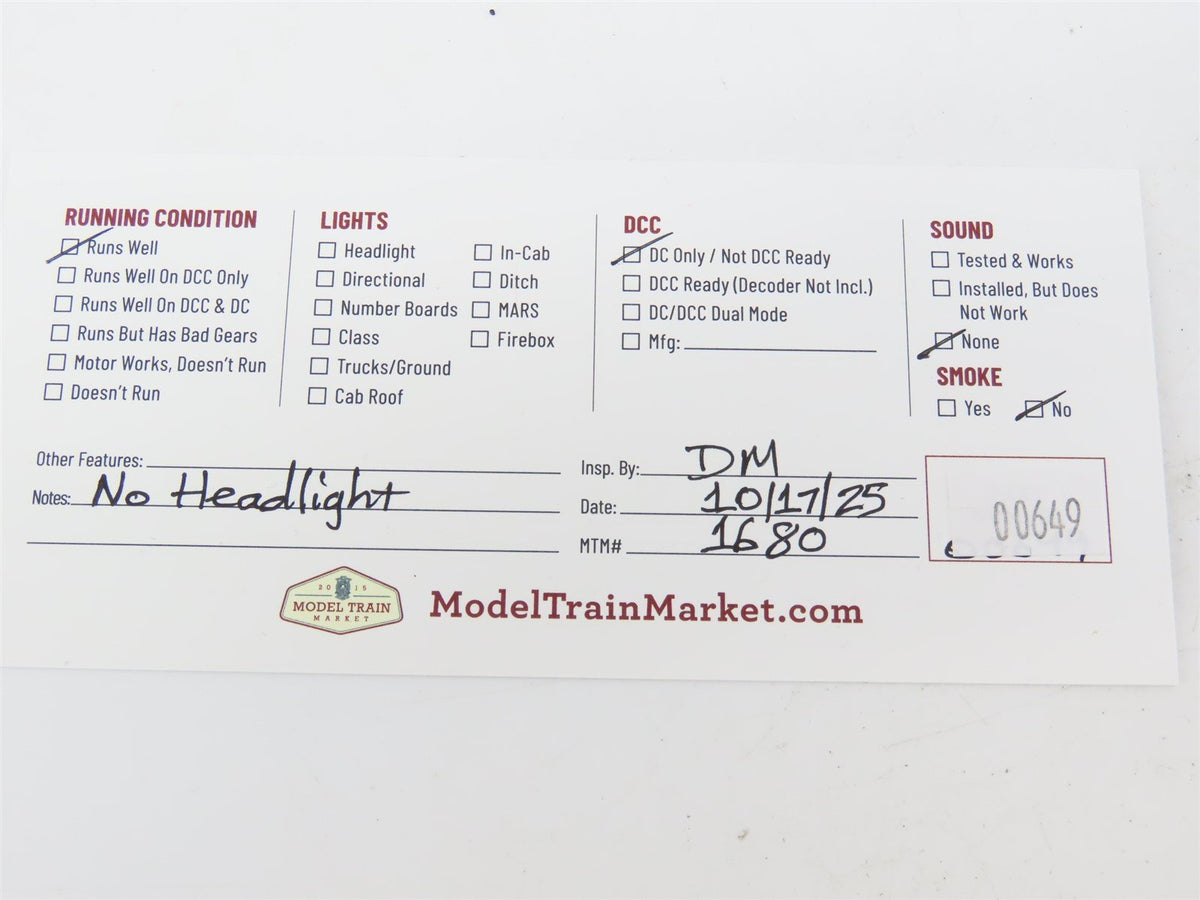 RUNNING CONDITION
Runs Well
Runs Well On DCC Only
Runs Well On DCC & DC
Runs But Has Bad Gears
Motor Works, Doesn't Run
Doesn't Run
LIGHTS
Headlight
Directional
Number Boards
Class
Trucks/Ground
Cab Roof
In-Cab
Ditch
MARS
Firebox
DCC
DC Only / Not DCC Ready
DCC Ready (Decoder Not Incl.)
DC/DCC Dual Mode
Mfg:
SOUND
Tested & Works
Installed, But Does
Not Work
None
SMOKE
Yes No
Other Features:
Notes: No Headlight
Insp. By: DM
Date: 10/17/25
MTM# 1680
00649
2015
MODEL TRAIN
MARKET
ModelTrainMarket.com